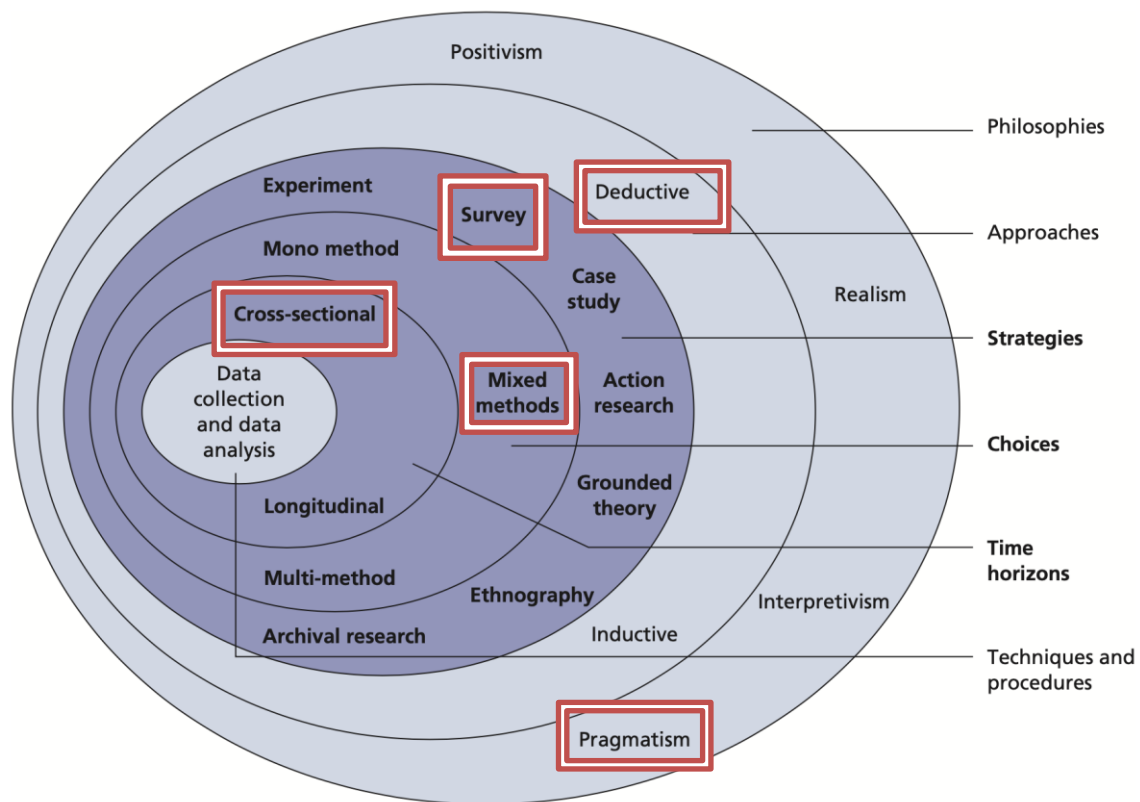 Positivism
Philosophies
Experiment
Survey
Deductive
Approaches
Mono method
Case
study
Realism
Cross-sectional
Strategies
Data
collection
and data
analysis
Mixed
methods
Action
research
Choices
Longitudinal
Grounded
theory
Time
horizons
Multi-method
Ethnography
Interpretivism
Archival research
Inductive
Techniques and
procedures
Pragmatism